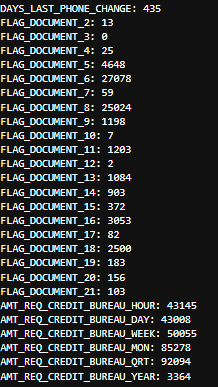 DAYS_LAST_PHONE_CHANGE: 435
FLAG_DOCUMENT_2: 13
FLAG_DOCUMENT_3: 0
FLAG_DOCUMENT_4: 25
FLAG_DOCUMENT_5: 4648
FLAG_DOCUMENT_6: 27078
FLAG_DOCUMENT_7: 59
FLAG_DOCUMENT_8: 25024
FLAG_DOCUMENT_9: 1198
FLAG_DOCUMENT_10: 7
FLAG_DOCUMENT_11: 1203
FLAG_DOCUMENT_12: 2
FLAG_DOCUMENT_13: 1084
FLAG_DOCUMENT_14: 903
FLAG_DOCUMENT_15: 372
FLAG_DOCUMENT_16: 3053
FLAG_DOCUMENT_17: 82
FLAG_DOCUMENT_18: 2500
FLAG_DOCUMENT_19: 183
FLAG_DOCUMENT_20: 156
FLAG_DOCUMENT_21: 103
AMT_REQ_CREDIT_BUREAU_HOUR: 43145
AMT_REQ_CREDIT_BUREAU_DAY: 43008
AMT_REQ_CREDIT_BUREAU_WEEK: 50055
AMT_REQ_CREDIT_BUREAU_MON: 85278
AMT_REQ_CREDIT_BUREAU_QRT: 92094
AMT_REQ_CREDIT_BUREAU_YEAR: 3364